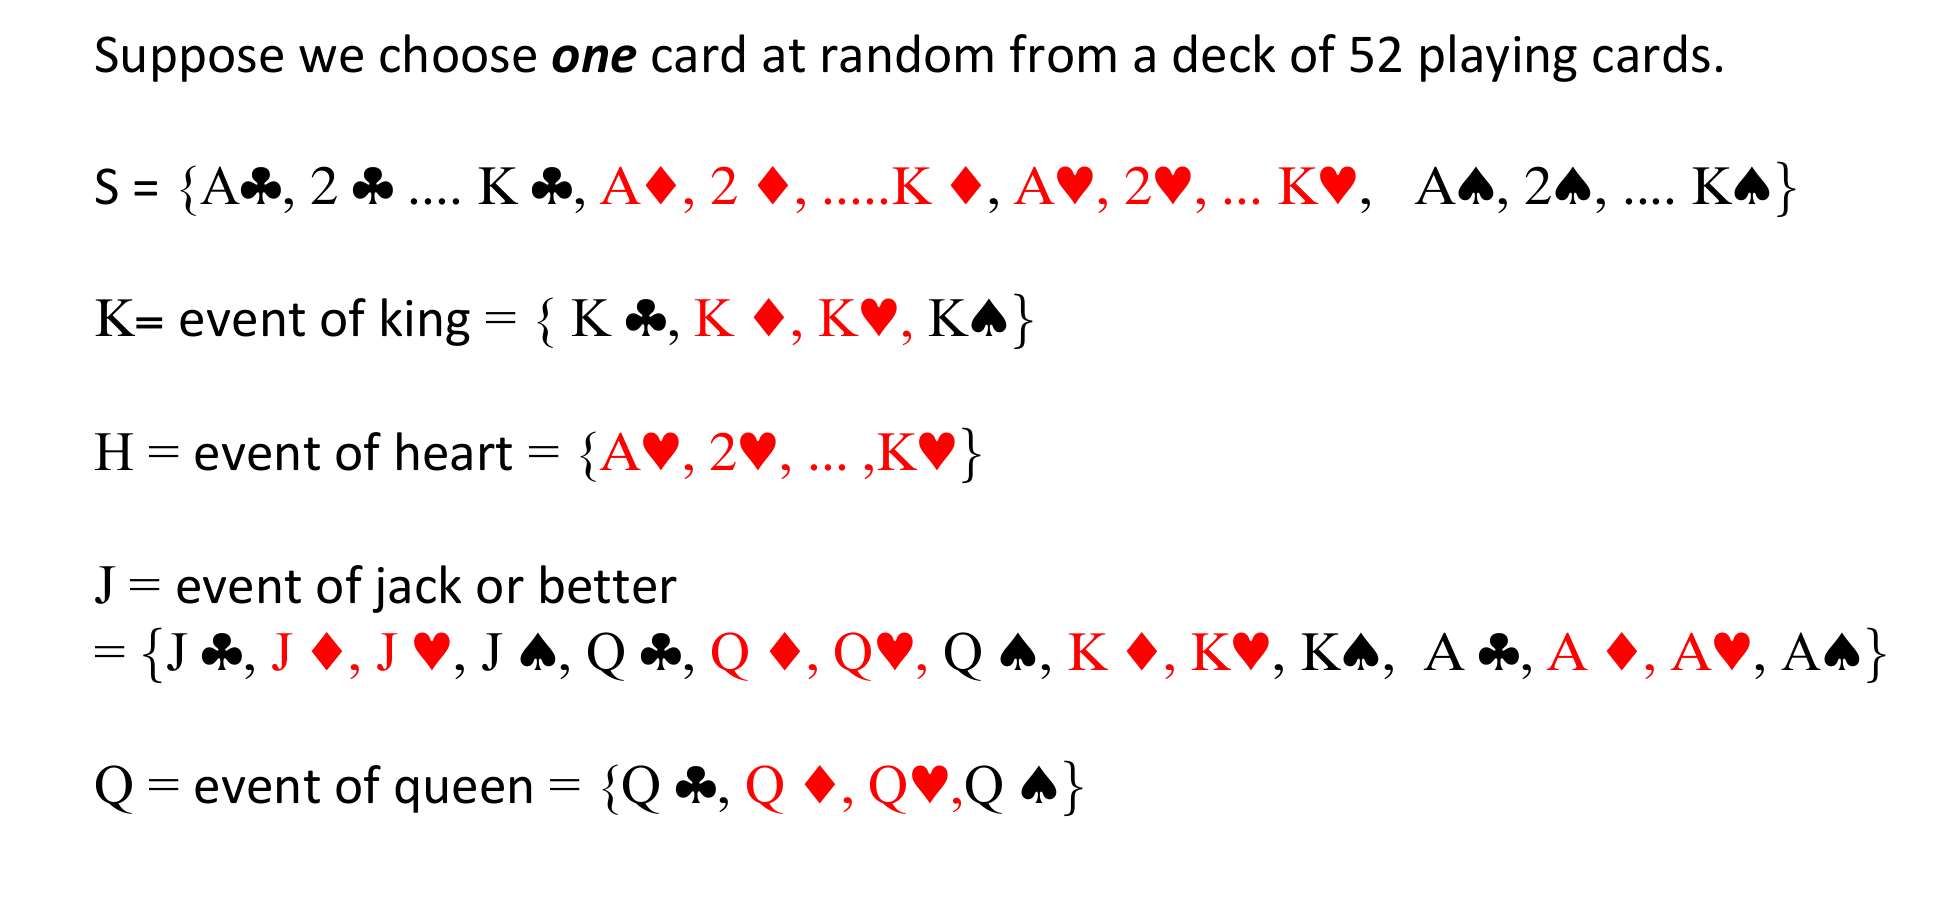 Suppose we choose one card at random from a deck of 52 playing cards.
S = {A♣, 2 ♣ .... K ♣, A♦, 2 ♦, .....K ♦, A♥, 2♥, ... K♥, A♠, 2♠, .... K♠}
K= event of king = { K ♣, K ♦, K♥, K♠}
H = event of heart = {A♥, 2♥, ... ,K♥}
J = event of jack or better
= {J ♣, J ♦, J ♥, J ♠, Q ♣, Q ♦, Q♥, Q ♠, K ♦, K♥, K♠, A ♣, A ♦, A♥, A♠}
Q = event of queen = {Q ♣, Q ♦, Q♥,Q ♠}